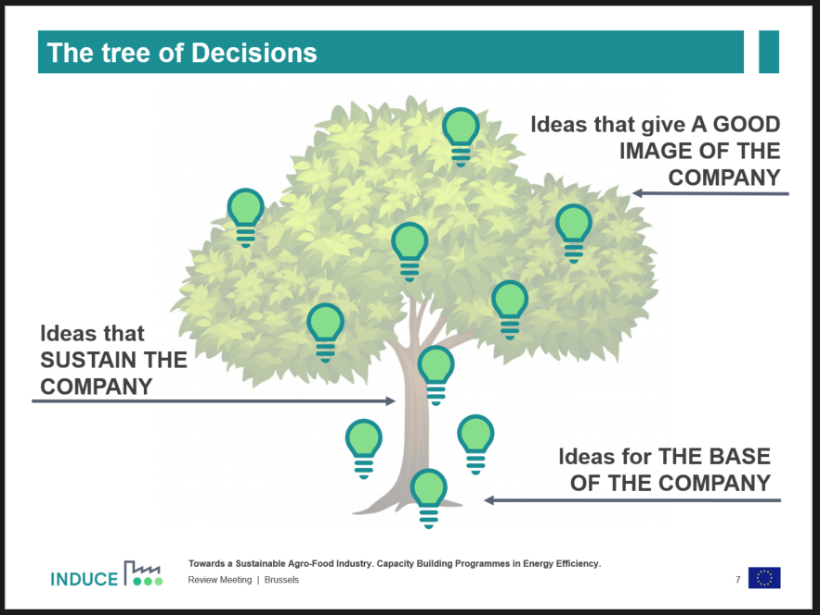 The tree of Decisions
Ideas that give A GOOD
IMAGE OF THE
COMPANY
Ideas that
SUSTAIN THE
COMPANY
Ideas for THE BASE
OF THE COMPANY
INDUCE
Towards a Sustainable Agro-Food Industry. Capacity Building Programmes in Energy Efficiency.
Review Meeting | Brussels
7